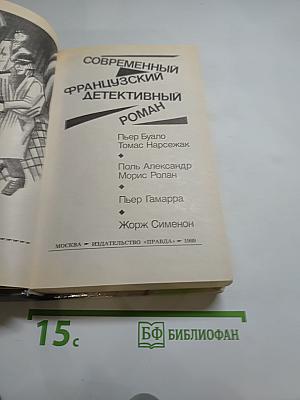 СОВРЕМЕННЫЙ
ФРАНЦУЗСКИЙ
ДЕТЕКТИВНЫЙ
РОМАН
Пьер Буало
Томас Нарсежак
Поль Александр
Морис Ролан
Пьер Гамарра
Жорж Сименон
МОСКВА - ИЗДАТЕЛЬСТВО «ПРАВДА» - 1989
15с
БФ БИБЛИОФАН